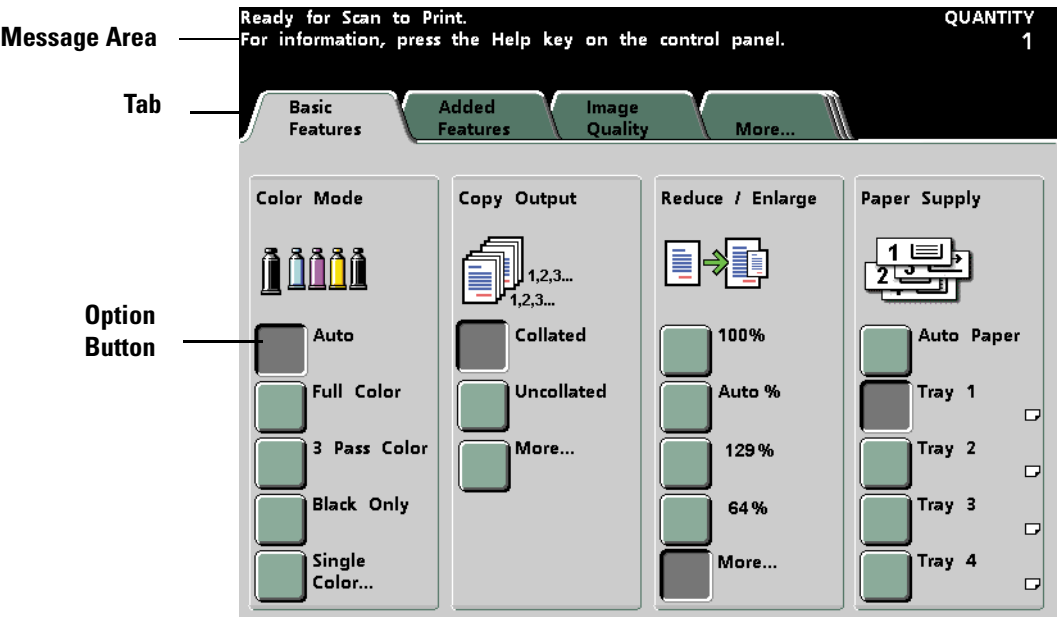 Ready for Scan to Print.
QUANTITY
Message Area
For information, press the Help key on the control panel.
1
Tab
Basic
Features
Added
Features
Image
Quality
More...
Color Mode
Copy Output
Reduce / Enlarge
Paper Supply
1,2,3...
1,2,3...
1
2
3
Option
Button
Auto
Full Color
3 Pass Color
Black Only
Single
Color...
Collated
Uncollated
More...
100%
Auto %
129%
64%
More...
Auto Paper
Tray 1
Tray 2
Tray 3
Tray 4